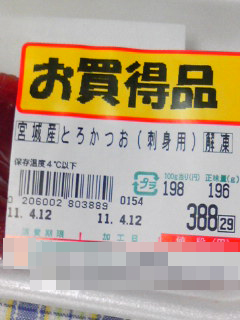 お買得品
宮城産 とろかつお(刺身用) 解凍
保存温度4℃以下
100g当り(円) 正味量(g)
プラ 198 196
0 206002 803889 0154
388 29
11. 4.12 11. 4.12
消費期限 加工日